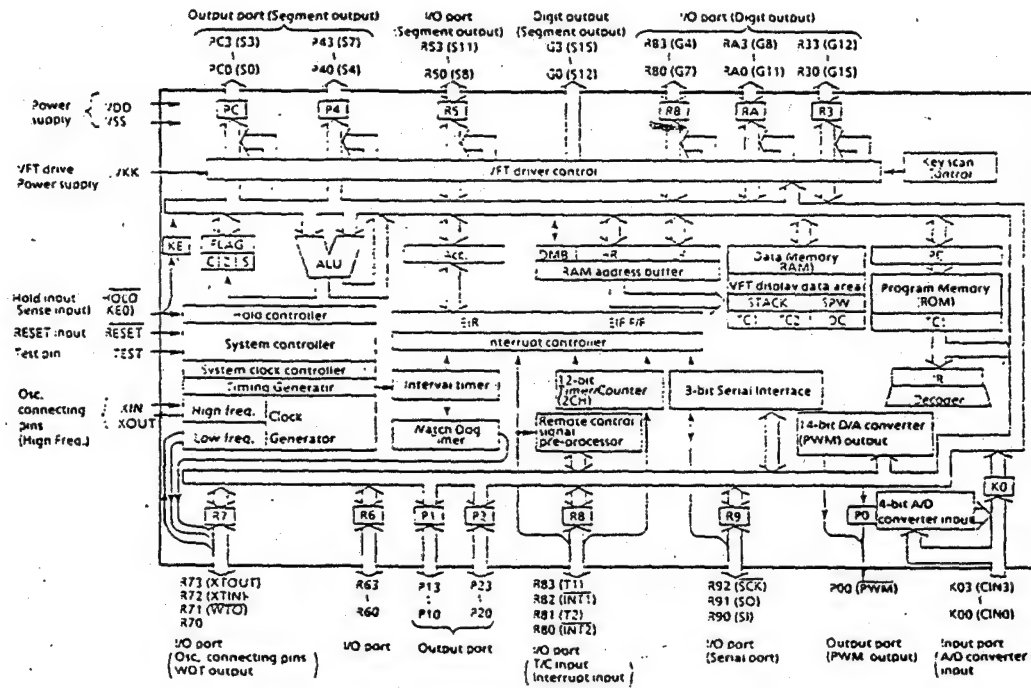 Output port (Segment output)
I/O port
(Segment output)
Digit output
(Segment output)
I/O port (Digit output)
PC3 (S3)
P43 (S7)
R53 (S11)
G3 (S15)
R83 (G4)
RA3 (G8)
R33 (G12)
PC0 (S0)
P40 (S4)
R50 (S8)
G0 (S12)
R80 (G7)
RA0 (G11)
R30 (G15)
Power
supply
VDD
VSS
PC
P4
R5
RB
RA
R3
VFT drive
Power supply
VKK
VFT driver control
Key scan
control
KE
FLAG
C Z S
ALU
Acc.
DMB
HR
LR
RAM address buffer
Data Memory
(RAM)
VFT display data area
STACK
SPW
TC1
TC2
DC
PC
Program Memory
(ROM)
TC1
IR
Decoder
Hold input
(Sense input)
HOLD
(KE0)
RESET input
RESET
Test pin
TEST
Hold controller
System controller
System clock controller
Timing Generator
EIR
EIF F/F
Interrupt controller
Osc.
connecting
pins
(High Freq.)
XIN
XOUT
High freq.
Low freq.
Clock
Generator
Interval timer
Watch Dog
Timer
12-bit
Timer/Counter
(2CH)
Remote control
signal
pre-processor
3-bit Serial Interface
14-bit D/A converter
(PWM) output
R7
R6
P1
P2
R8
R9
P0
4-bit A/D
converter input
K0
R73 (XTOUT)
R72 (XTIN)
R71 (WTO)
R70
R63
R60
P13
P10
P23
P20
R83 (T1)
R82 (INT1)
R81 (T2)
R80 (INT2)
R92 (SCK)
R91 (SO)
R90 (SI)
P00 (PWM)
K03 (CIN3)
K00 (CIN0)
I/O port
(Osc. connecting pins
WDT output)
I/O port
Output port
I/O port
(T/C input
Interrupt input)
I/O port
(Serial port)
Output port
(PWM output)
Input port
(A/D converter
input)